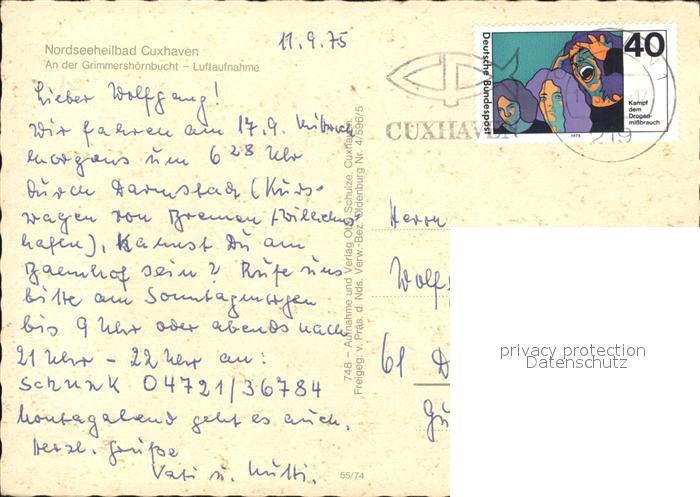 Nordseeheilbad Cuxhaven
An der Grimmershörnbucht – Luftaufnahme
11.9.75
Lieber Wolfgang!
Wir fahren am 17.9. Mittwoch
morgens um 6 28 Uhr
durch Darmstadt (Kurs-
wagen von Bremen Wilhelms-
hafen), Kannst Du am
Bahnhof sein? Rufe uns
bitte am Sonntagmorgen
bis 9 Uhr oder abends nach
21 Uhr – 22 Uhr an:
Schunk 04721/36784
Montagabend geht es auch.
Herzl. Grüße
Vati u. Mutti.
55/74
748 – Aufnahme und Verlag Otto Schulze, Cuxhaven
Freigeg. v. Präs. d. Nds. Verw.-Bez. Oldenburg Nr. 4/596/5
CUXHAVEN
219
Deutsche Bundespost
40
Kampf
dem
Drogen-
mißbrauch
1975
Herrn
Wolfg
61 D
privacy protection
Datenschutz